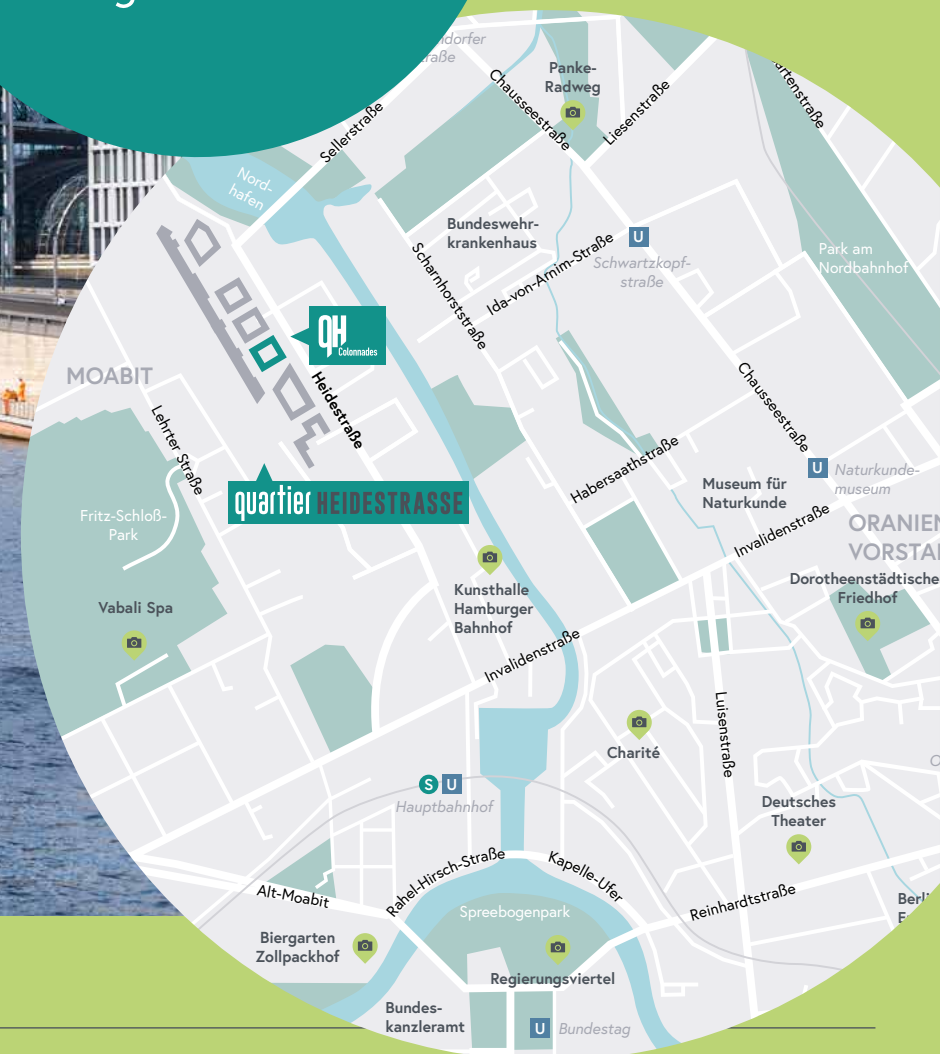 Panke-
Radweg
Chausseestraße
Liesenstraße
Sellerstraße
Nord-
hafen
Bundeswehr-
krankenhaus
U
Schwartzkopf-
straße
Ida-von-Arnim-Straße
Scharnhorststraße
Park am
Nordbahnhof
QH
Colonnades
MOABIT
Heidestraße
Chausseestraße
Lehrter Straße
quartier HEIDESTRASSE
Habersaathstraße
U
Naturkunde-
museum
Museum für
Naturkunde
Invalidenstraße
Fritz-Schloß-
Park
Dorotheenstädtische
Friedhof
Vabali Spa
Kunsthalle
Hamburger
Bahnhof
Invalidenstraße
Luisenstraße
Charité
S U
Hauptbahnhof
Deutsches
Theater
Rahel-Hirsch-Straße
Kapelle-Ufer
Alt-Moabit
Reinhardtstraße
Spreebogenpark
Biergarten
Zollpackhof
Regierungsviertel
Bundes-
kanzleramt
U Bundestag